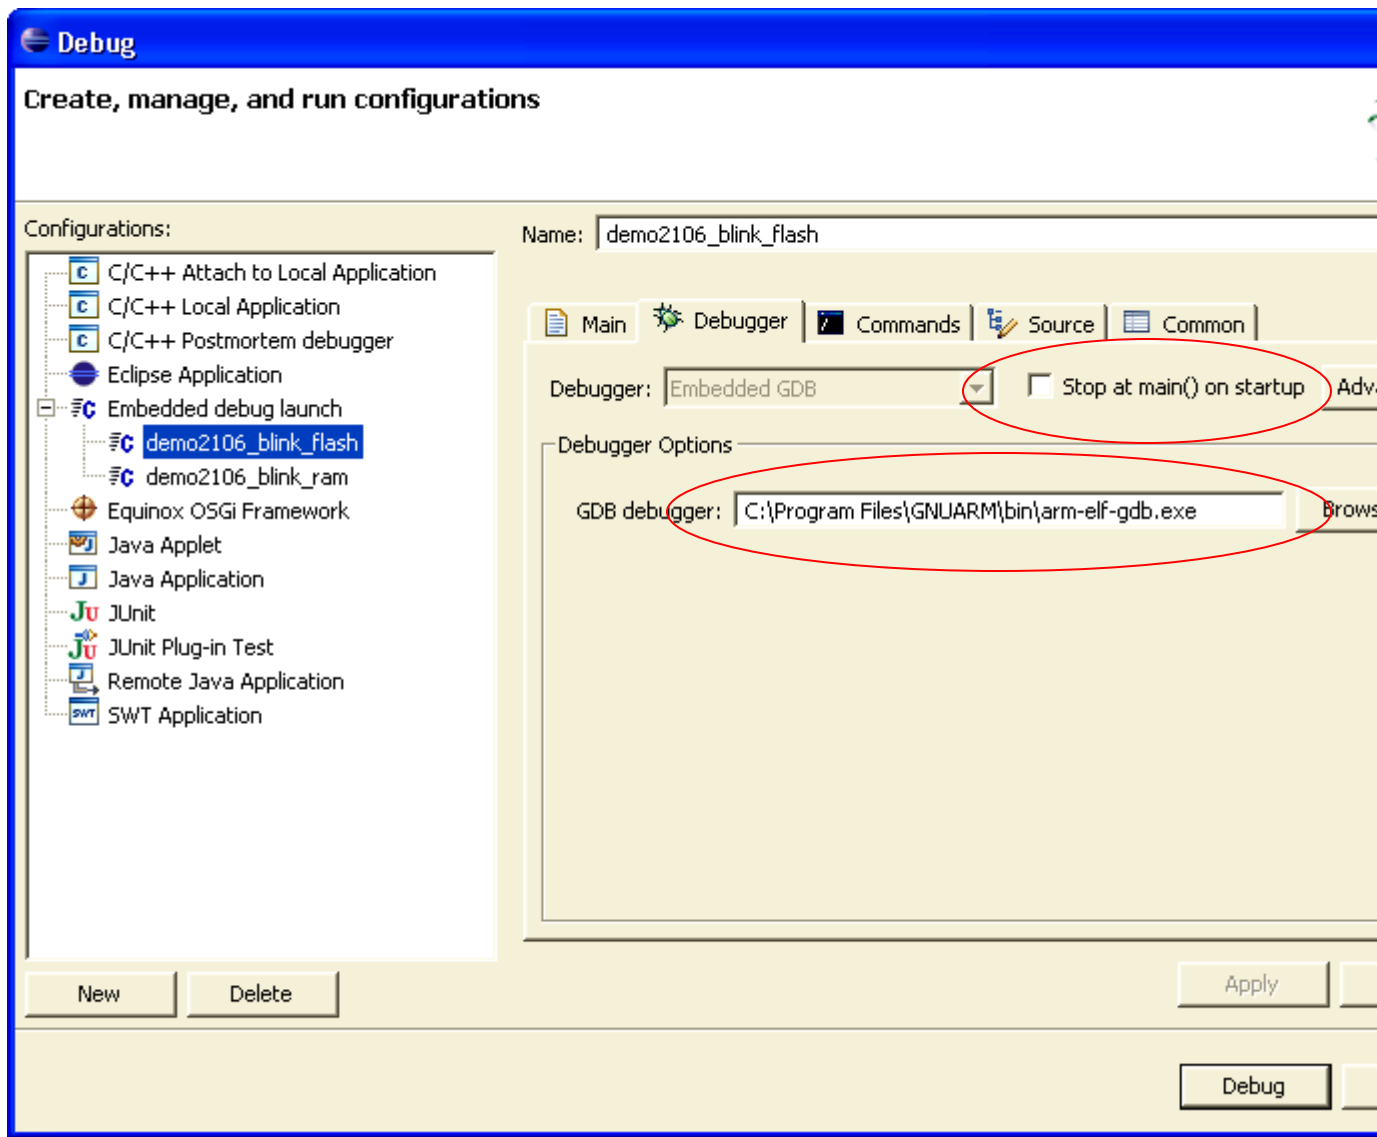 Debug
Create, manage, and run configurations
Configurations:
C/C++ Attach to Local Application
C/C++ Local Application
C/C++ Postmortem debugger
Eclipse Application
Embedded debug launch
demo2106_blink_flash
demo2106_blink_ram
Equinox OSGi Framework
Java Applet
Java Application
JUnit
JUnit Plug-in Test
Remote Java Application
SWT Application
New Delete
Name: demo2106_blink_flash
Main Debugger Commands Source Common
Debugger: Embedded GDB Stop at main() on startup Adva
Debugger Options
GDB debugger: C:\Program Files\GNUARM\bin\arm-elf-gdb.exe Brows
Apply
Debug